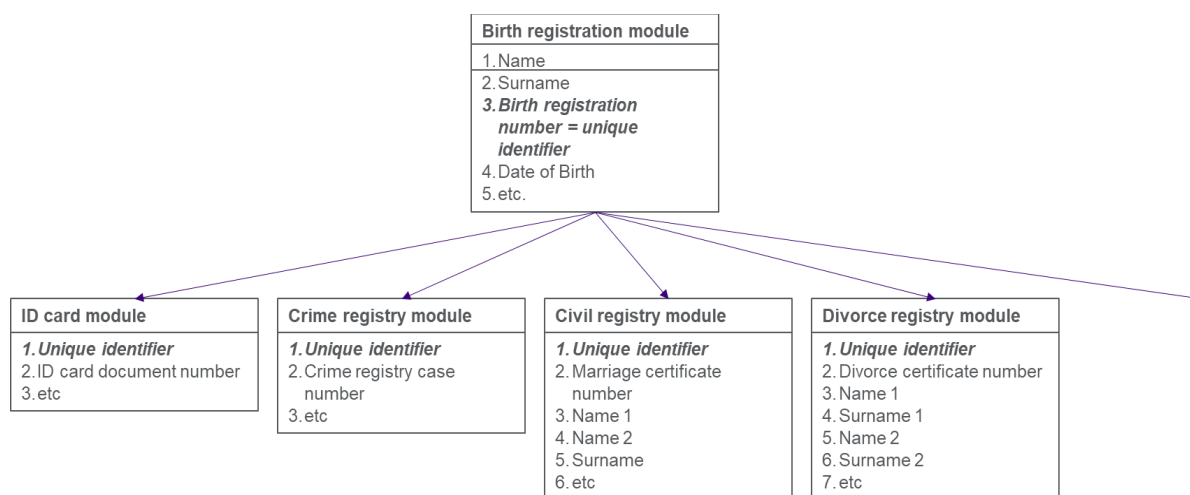 Birth registration module
1.Name
2.Surname
3.Birth registration
number = unique
identifier
4.Date of Birth
5.etc.
ID card module
1.Unique identifier
2.ID card document number
3.etc
Crime registry module
1.Unique identifier
2.Crime registry case
number
3.etc
Civil registry module
1.Unique identifier
2.Marriage certificate
number
3.Name 1
4.Name 2
5.Surname
6.etc
Divorce registry module
1.Unique identifier
2.Divorce certificate number
3.Name 1
4.Surname 1
5.Name 2
6.Surname 2
7.etc